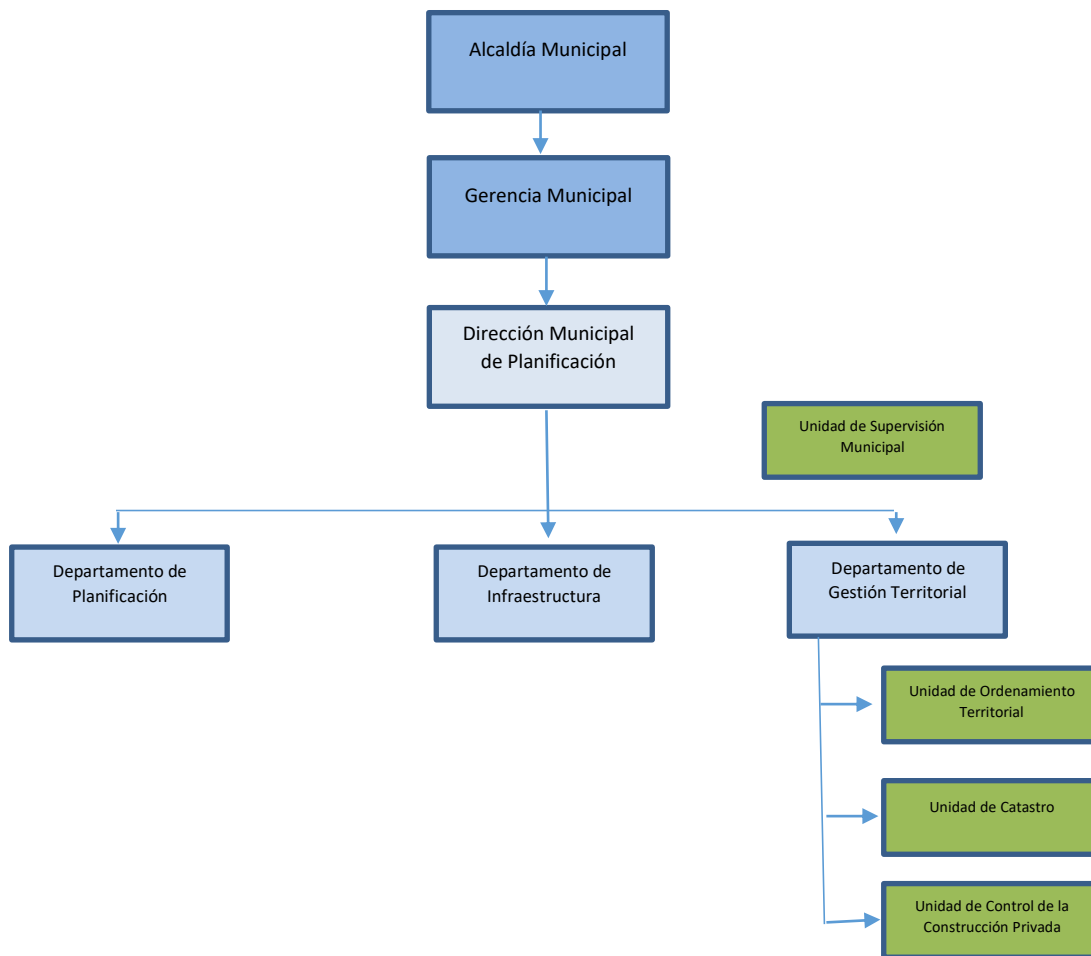 Alcaldía Municipal
Gerencia Municipal
Dirección Municipal
de Planificación
Unidad de Supervisión
Municipal
Departamento de
Planificación
Departamento de
Infraestructura
Departamento de
Gestión Territorial
Unidad de Ordenamiento
Territorial
Unidad de Catastro
Unidad de Control de la
Construcción Privada